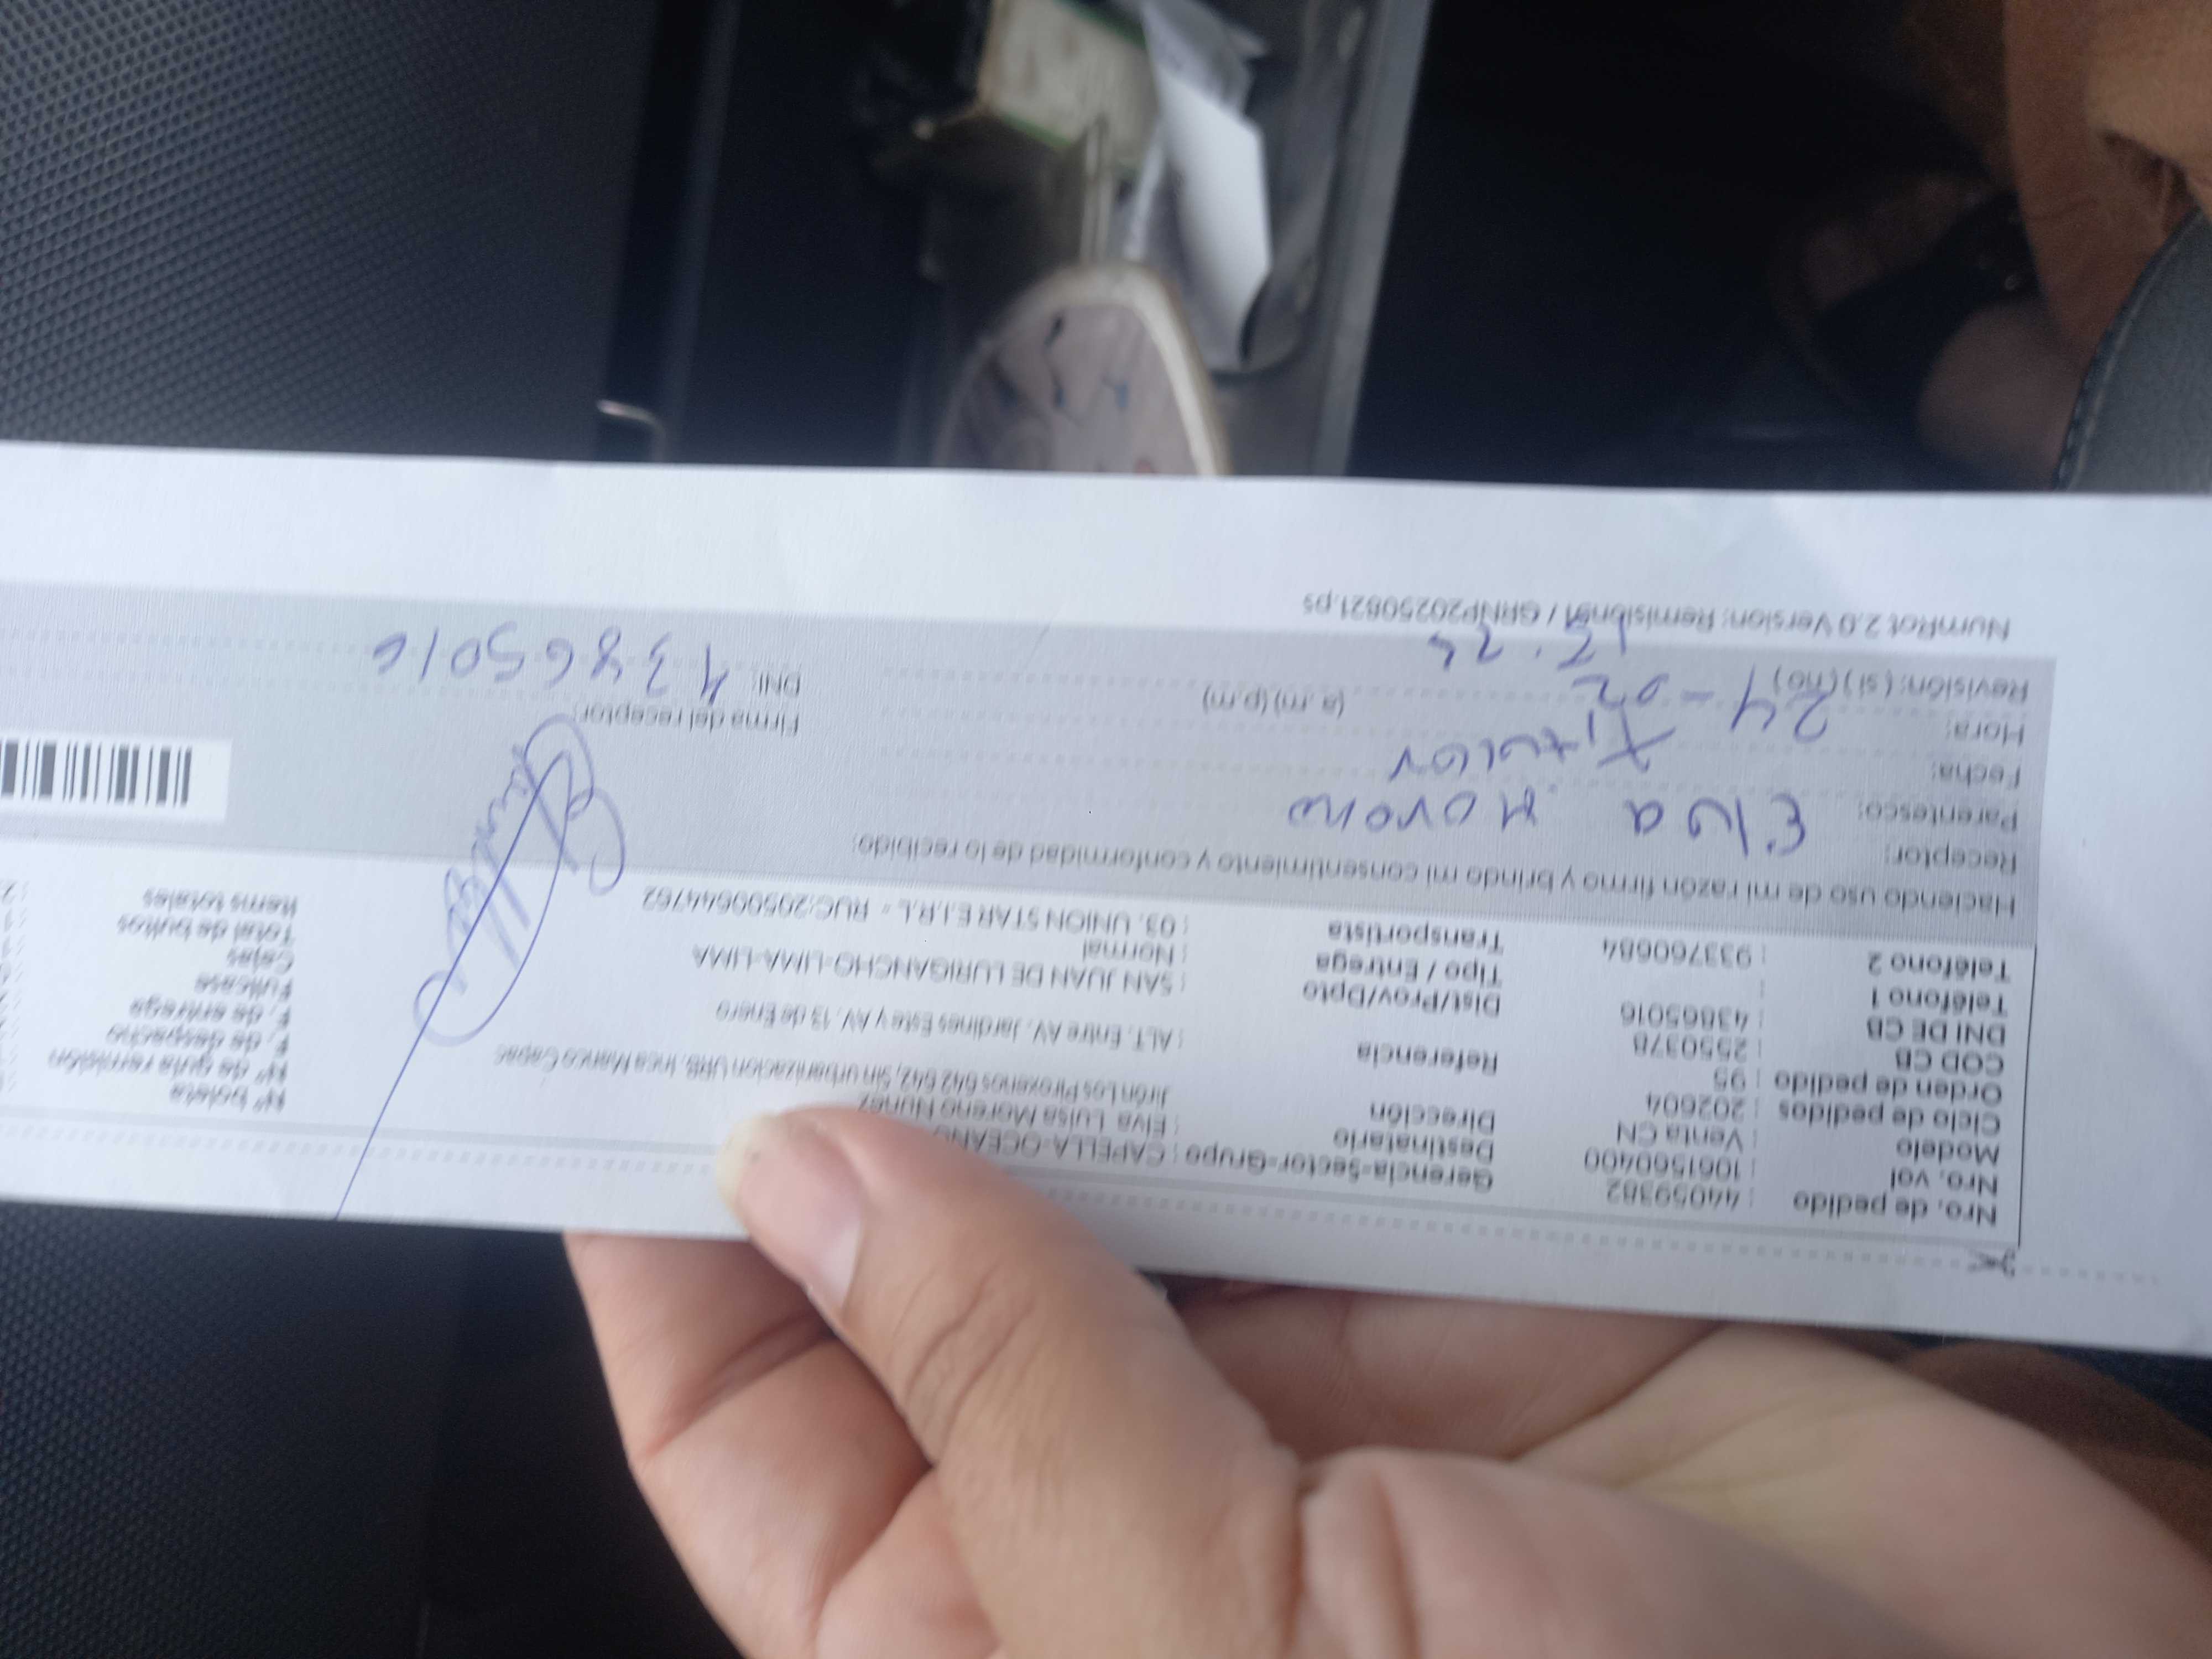 Nro. de pedido : 44059382
Nro. vol : 1061560400
Modelo : Venta CN
Ciclo de pedidos : 202604
Orden de pedido : 95
COD CB : 2550378
DNI DE CB : 43865016
Teléfono 1 :
Teléfono 2 : 933760684
Gerencia-Sector-Grupo : CAPELLA-OCEANO
Destinatario : Elva Luisa Moreno Nuñez
Dirección Jirón Los Piroxenos 642 642, Sin urbanizacion URB. Inca Manco Capac
Referencia : ALT. Entre AV. Jardines Este y AV. 13 de Enero
Dist/Prov/Dpto : SAN JUAN DE LURIGANCHO-LIMA-LIMA
Tipo / Entrega : Normal
Transportista : 03. UNION STAR E.I.R.L. - RUC:20500644762
Nº boleta
Nº de guía remisión
F. de despacho
F. de entrega
Fullcase
Cajas
Total de bultos
Items totales
Haciendo uso de mi razón firmo y brindo mi consentimiento y conformidad de lo recibido:
Receptor: Elva Moreno
Parentesco: Titular
Fecha: 24-02
Hora: (a.m) (p.m) 12:26
Revisión: (si) (no)
Firma del receptor:
DNI: 43865016
NumRot 2.0 Version: Remisional / GRNP20250821.ps